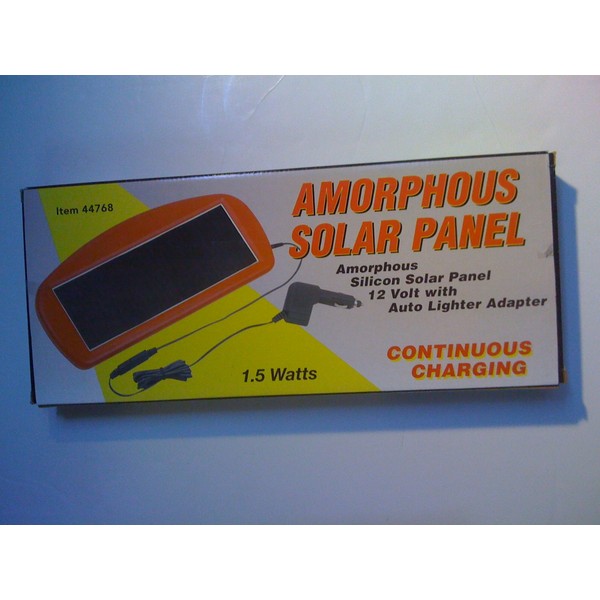 Item 44768
AMORPHOUS
SOLAR PANEL
Amorphous
Silicon Solar Panel
12 Volt with
Auto Lighter Adapter
1.5 Watts
CONTINUOUS
CHARGING